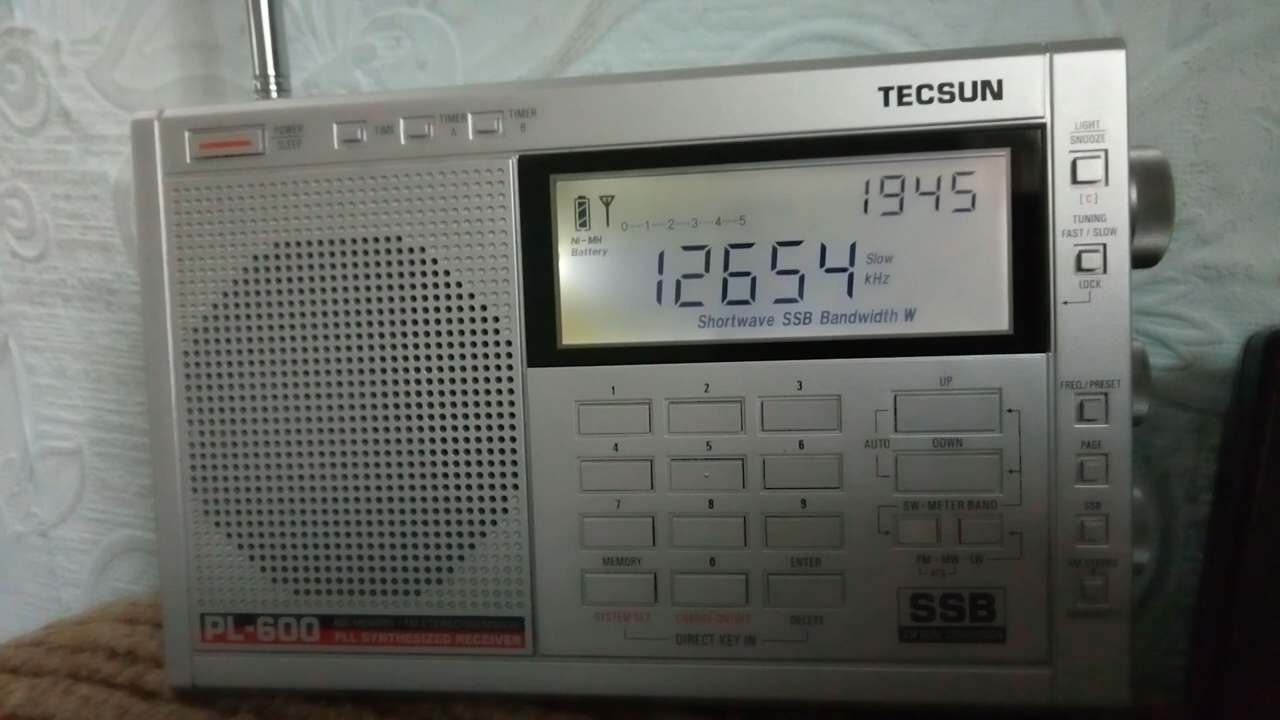 TECSUN
POWER
SLEEP
TIME
TIMER
A
TIMER
B
LIGHT
SNOOZE
[C]
TUNING
FAST / SLOW
LOCK
1945
0-1-2-3-4-5
Ni-MH
Battery
12654
Slow
kHz
Shortwave SSB Bandwidth W
1 2 3
4 5 6
7 8 9
MEMORY 0 ENTER
SYSTEM SET CHARGE ON/OFF DELETE
DIRECT KEY IN
UP
AUTO
DOWN
SW-METER BAND
FM - MW LW
SSB
FREQ./PRESET
PAGE
SSB
PL-600
PLL SYNTHESIZED RECEIVER